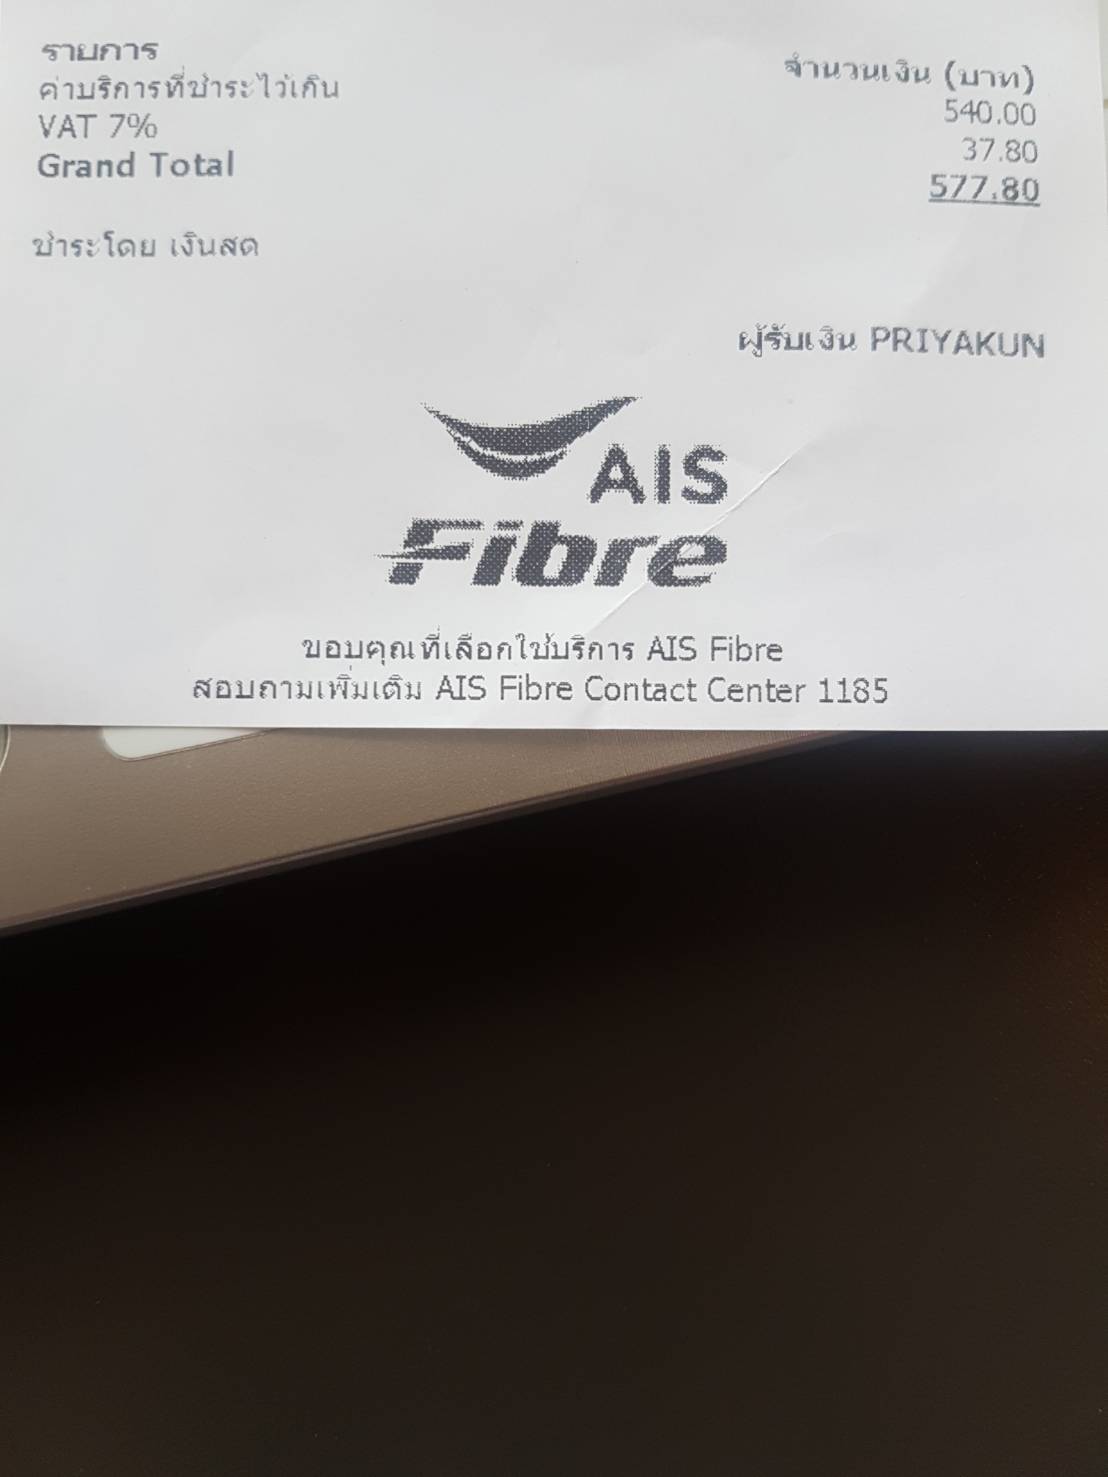 รายการ
จำนวนเงิน (บาท)
ค่าบริการที่ชำระไว้เกิน 540.00
VAT 7% 37.80
Grand Total 577.80
ชำระโดย เงินสด
ผู้รับเงิน PRIYAKUN
AIS
Fibre
ขอบคุณที่เลือกใช้บริการ AIS Fibre
สอบถามเพิ่มเติม AIS Fibre Contact Center 1185